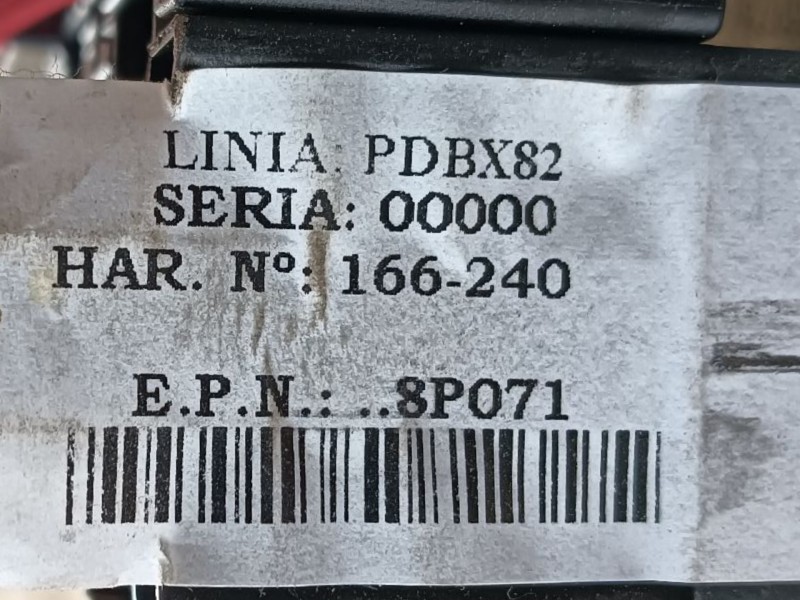 LINIA: PDBX82
SERIA: 00000
HAR. Nº: 166-240
E.P.N.: ..8P071